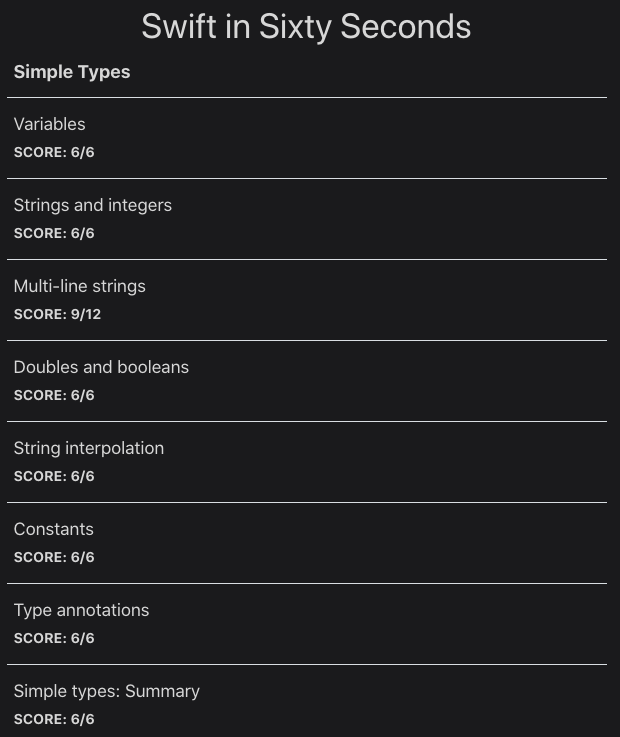 Swift in Sixty Seconds
Simple Types
Variables
SCORE: 6/6
Strings and integers
SCORE: 6/6
Multi-line strings
SCORE: 9/12
Doubles and booleans
SCORE: 6/6
String interpolation
SCORE: 6/6
Constants
SCORE: 6/6
Type annotations
SCORE: 6/6
Simple types: Summary
SCORE: 6/6